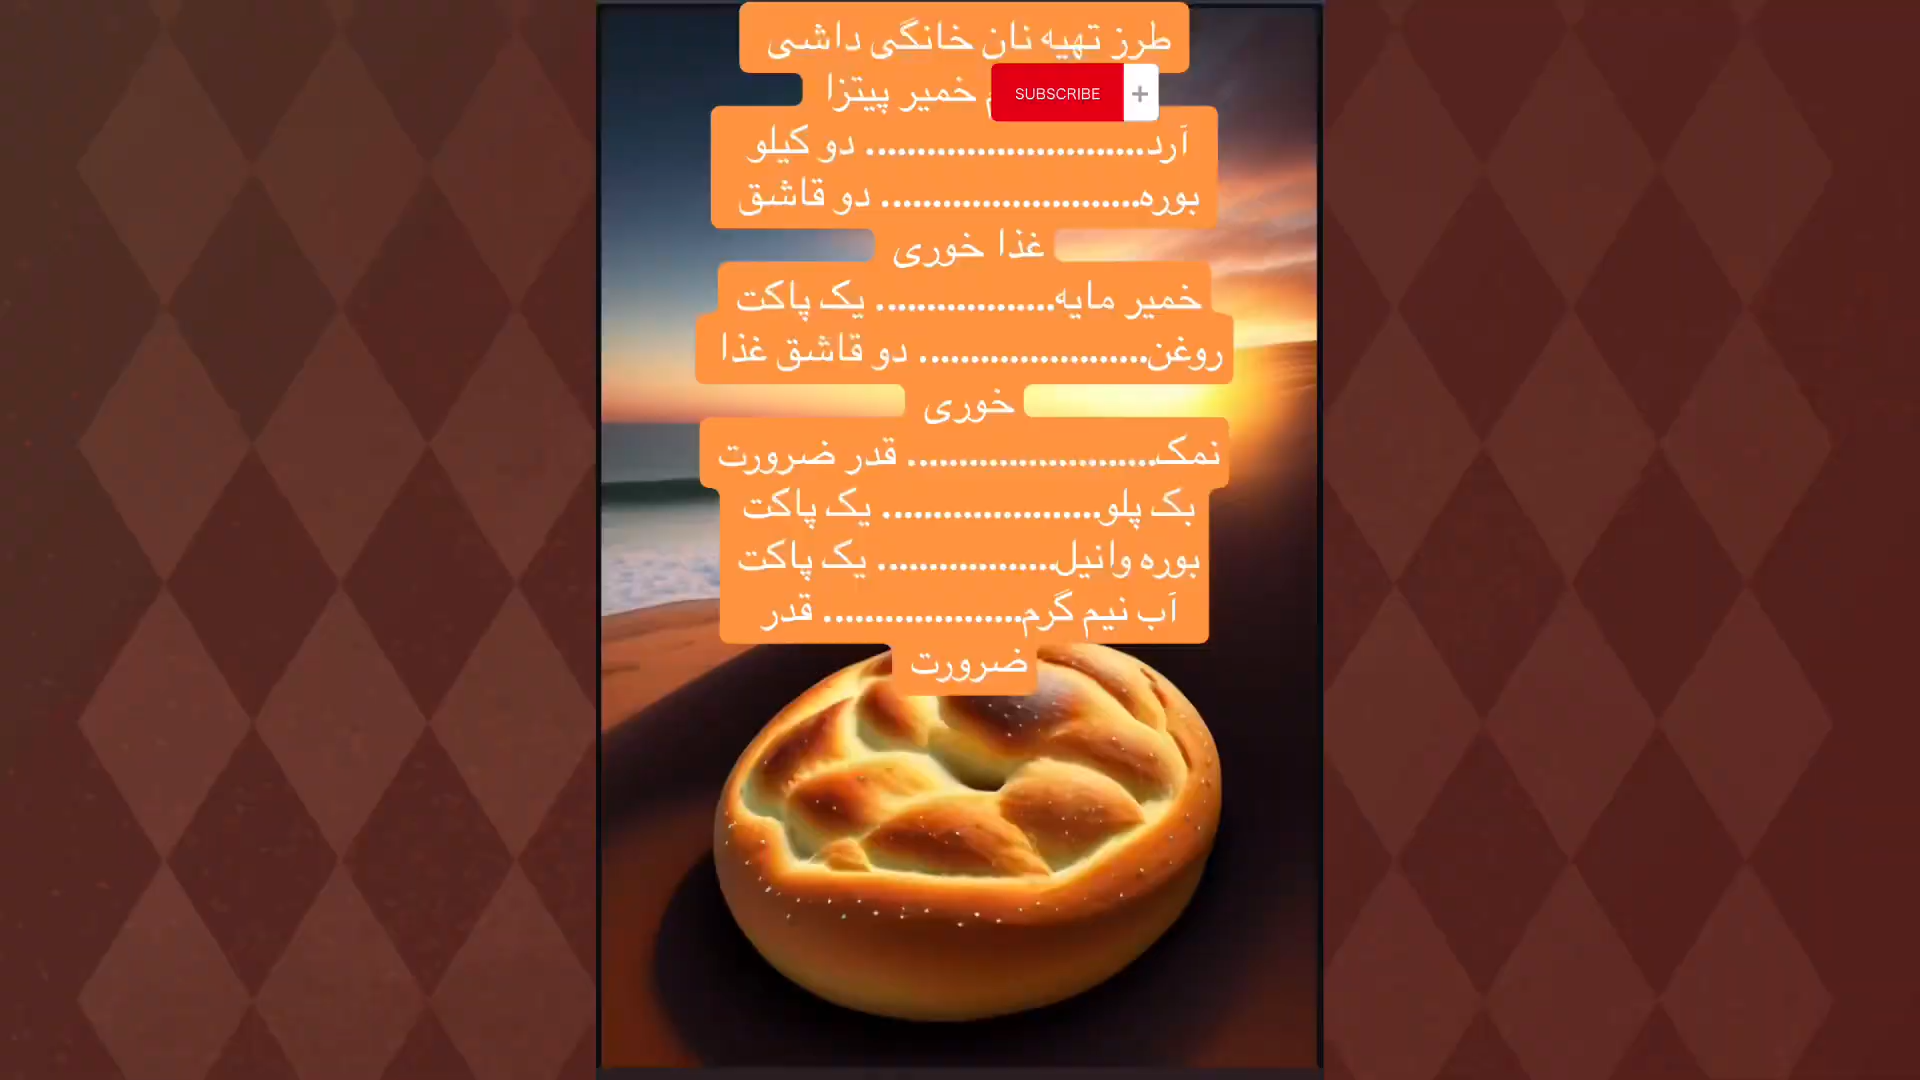 طرز تهیه نان خانگی داشی
خمیر پیتزا
SUBSCRIBE +
آرد........................... دو کیلو
بوره......................... دو قاشق
غذا خوری
خمیر مایه.................. یک پاکت
روغن...................... دو قاشق غذا
خوری
نمک........................ قدر ضرورت
بک پلو..................... یک پاکت
بوره وانیل.................. یک پاکت
آب نیم گرم................... قدر
ضرورت